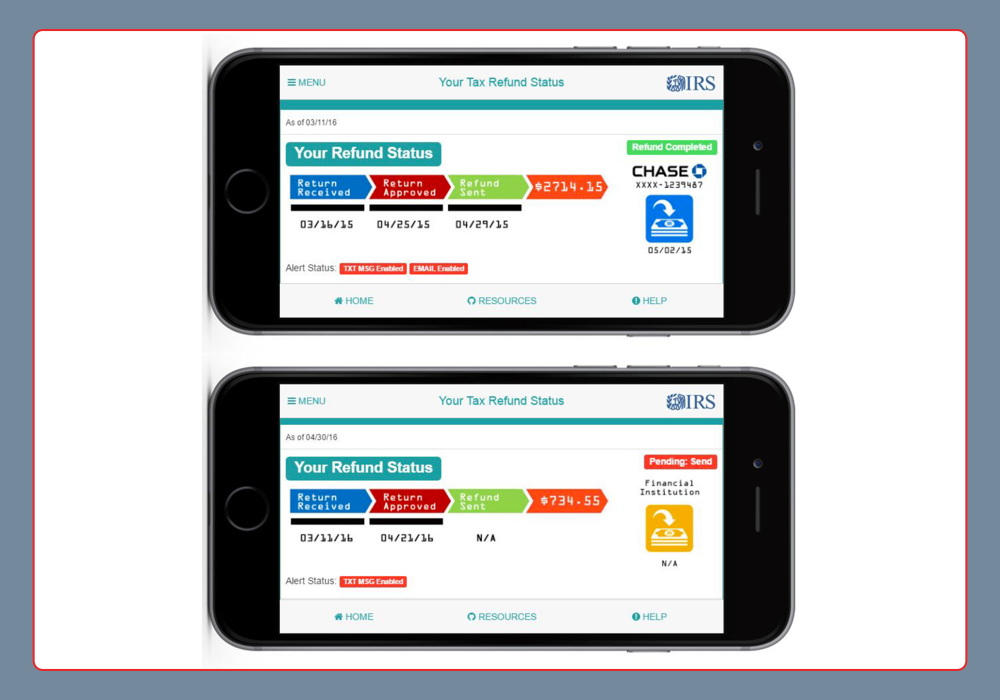 MENU Your Tax Refund Status IRS
As of 03/11/16
Your Refund Status
Refund Completed
CHASE
XXXX-1239487
Return Received
Return Approved
Refund Sent
$2714.15
03/16/15 04/25/15 04/29/15
05/02/15
Alert Status: TXT MSG Enabled EMAIL Enabled
HOME RESOURCES HELP
MENU Your Tax Refund Status IRS
As of 04/30/16
Your Refund Status
Pending: Send
Financial
Institution
Return Received
Return Approved
Refund Sent
$734.55
03/11/16 04/21/16 N/A
N/A
Alert Status: TXT MSG Enabled
HOME RESOURCES HELP